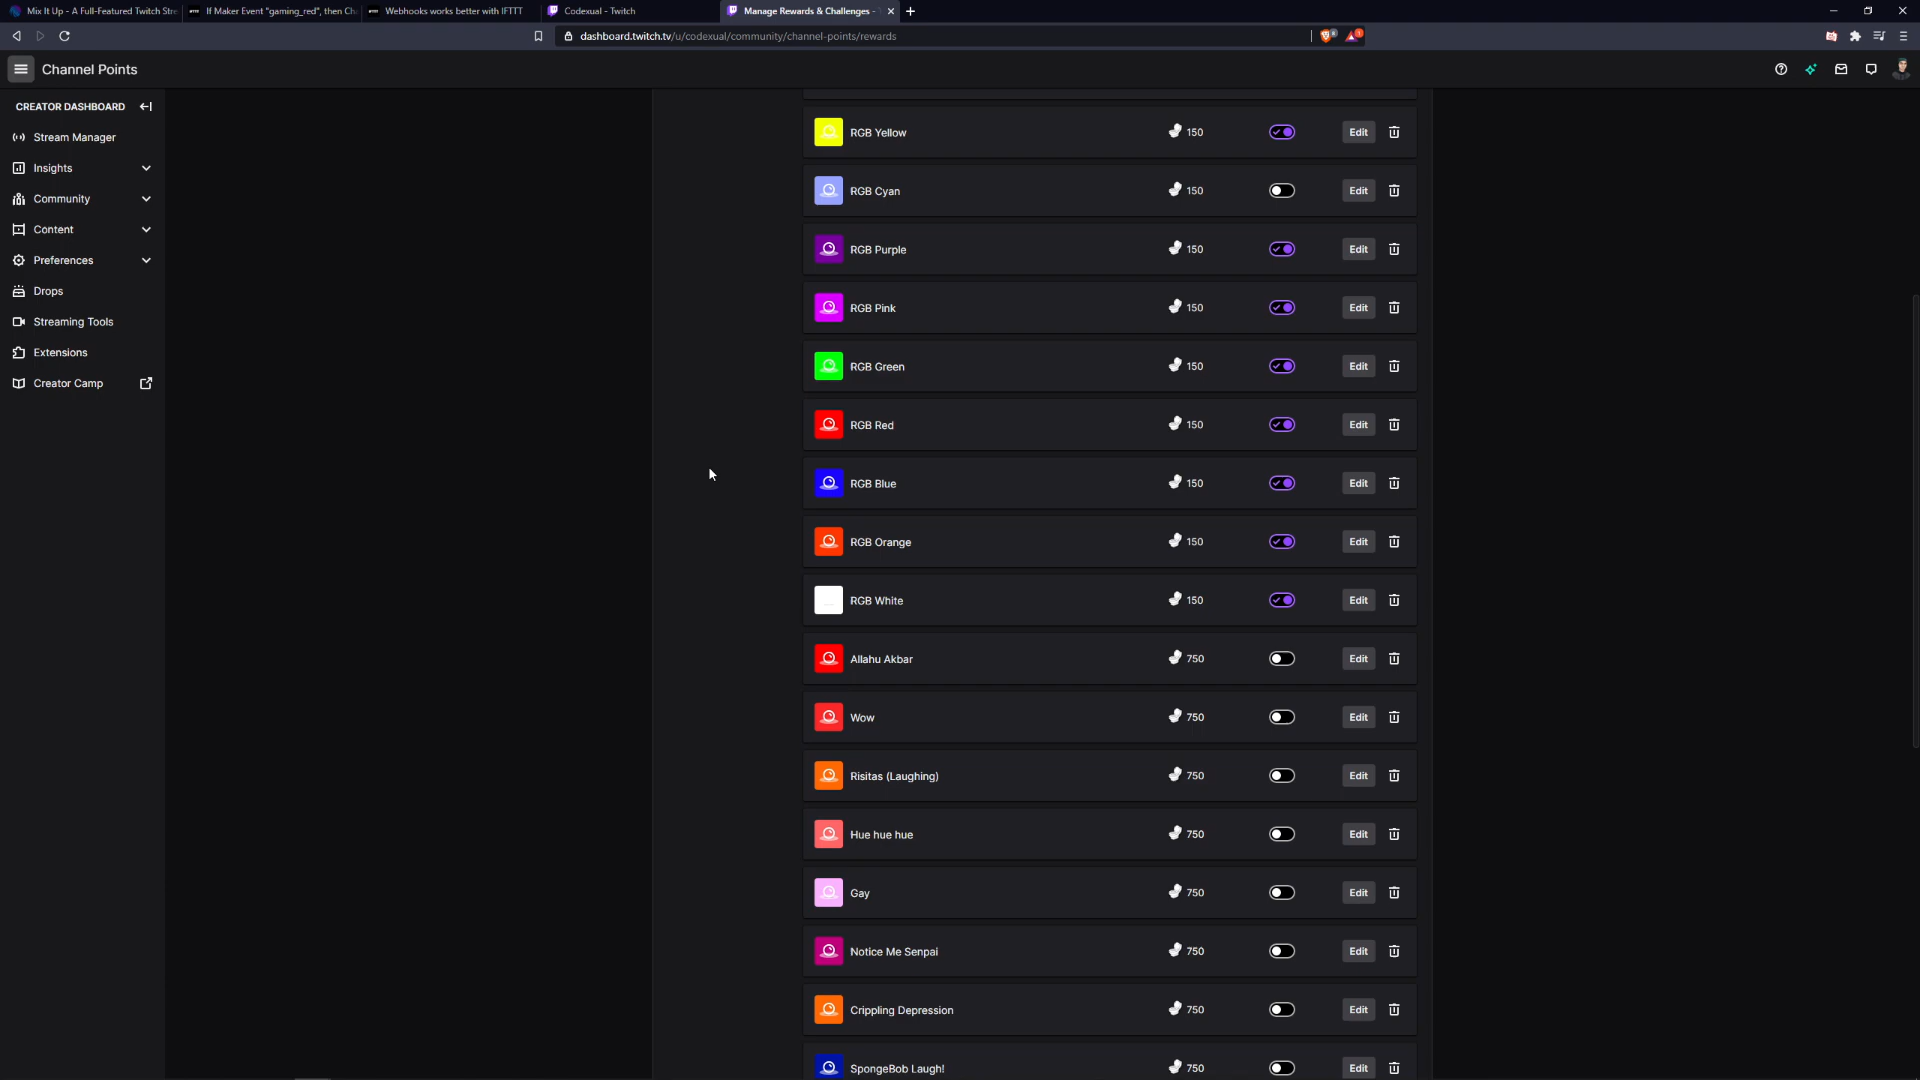 Mix It Up - A Full-Featured Twitch Stre
If Maker Event "gaming_red", then Ch
Webhooks works better with IFTTT
Codexual - Twitch
Manage Rewards & Challenges -
dashboard.twitch.tv/u/codexual/community/channel-points/rewards
Channel Points
CREATOR DASHBOARD
Stream Manager
Insights
Community
Content
Preferences
Drops
Streaming Tools
Extensions
Creator Camp
RGB Yellow 150 Edit
RGB Cyan 150 Edit
RGB Purple 150 Edit
RGB Pink 150 Edit
RGB Green 150 Edit
RGB Red 150 Edit
RGB Blue 150 Edit
RGB Orange 150 Edit
RGB White 150 Edit
Allahu Akbar 750 Edit
Wow 750 Edit
Risitas (Laughing) 750 Edit
Hue hue hue 750 Edit
Gay 750 Edit
Notice Me Senpai 750 Edit
Crippling Depression 750 Edit
SpongeBob Laugh! 750 Edit